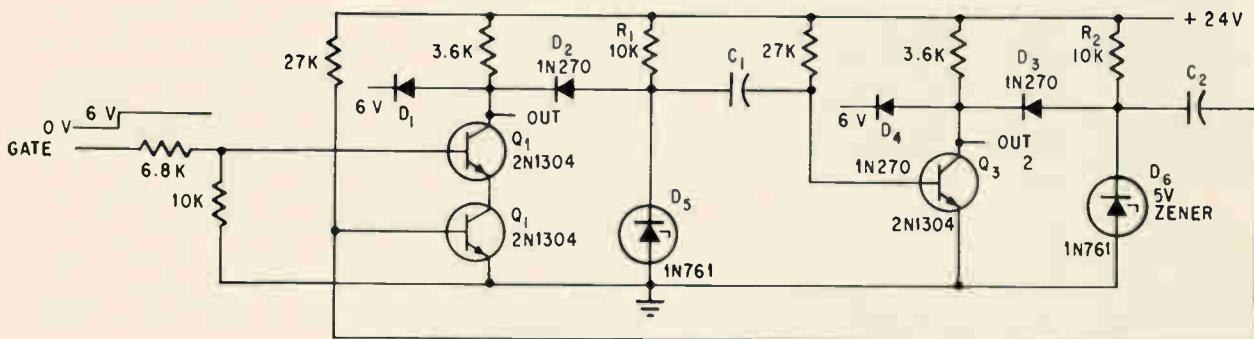 + 24V
27K
3.6K
D2
1N270
R1
10K
C1
27K
3.6K
D3
1N270
R2
10K
C2
6 V
D1
OUT
6 V
D4
OUT
2
6 V
0 V
GATE
6.8K
10K
Q1
2N1304
Q1
2N1304
D5
1N761
1N270
Q3
2N1304
D6
5V
ZENER
1N761